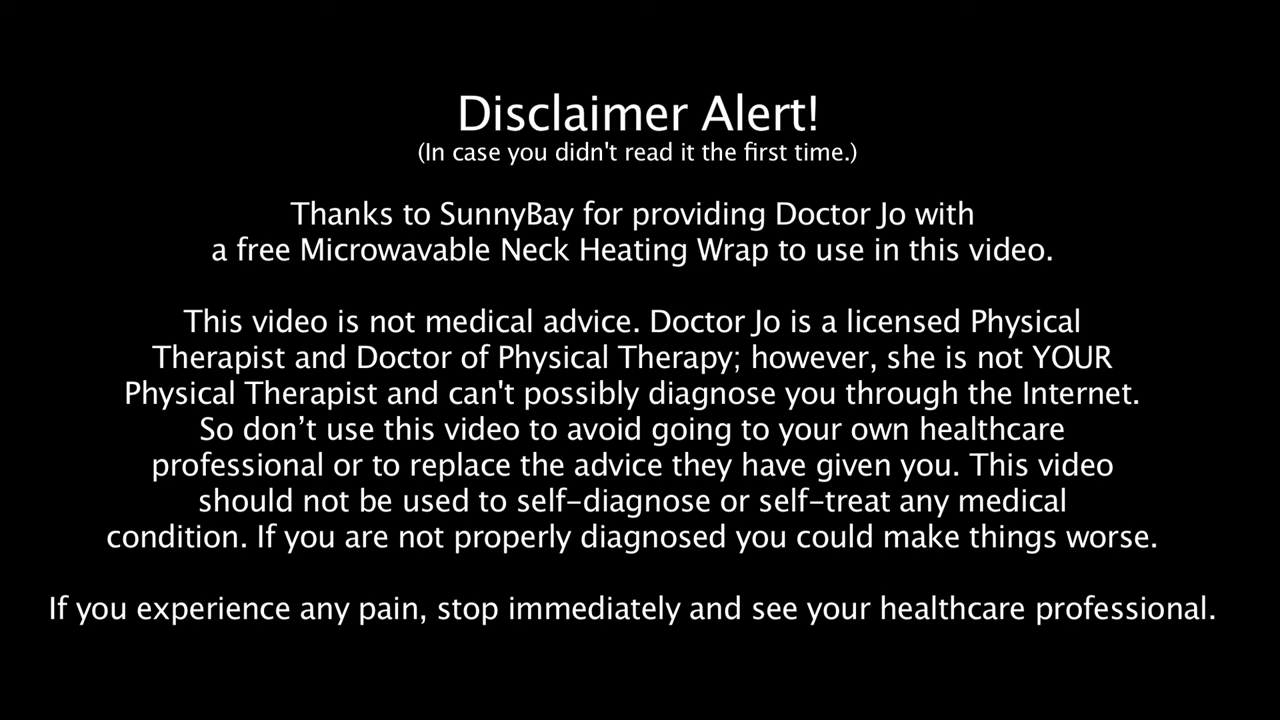 Disclaimer Alert!
(In case you didn't read it the first time.)
Thanks to SunnyBay for providing Doctor Jo with
a free Microwavable Neck Heating Wrap to use in this video.
This video is not medical advice. Doctor Jo is a licensed Physical
Therapist and Doctor of Physical Therapy; however, she is not YOUR
Physical Therapist and can't possibly diagnose you through the Internet.
So don’t use this video to avoid going to your own healthcare
professional or to replace the advice they have given you. This video
should not be used to self-diagnose or self-treat any medical
condition. If you are not properly diagnosed you could make things worse.
If you experience any pain, stop immediately and see your healthcare professional.